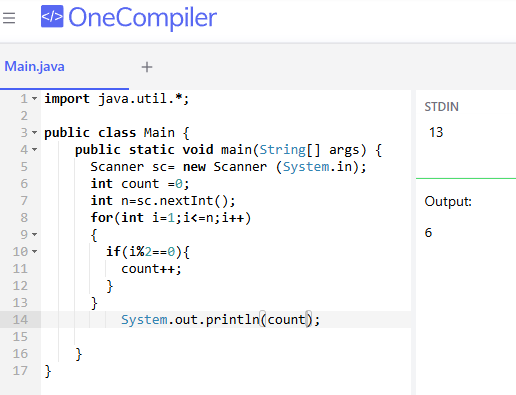 </> OneCompiler
Main.java +
1 import java.util.*;
2
3 public class Main {
4     public static void main(String[] args) {
5       Scanner sc= new Scanner (System.in);
6       int count =0;
7       int n=sc.nextInt();
8       for(int i=1;i<=n;i++)
9       {
10         if(i%2==0){
11           count++;
12         }
13       }
14           System.out.println(count);
15
16     }
17 }
STDIN
13
Output:
6